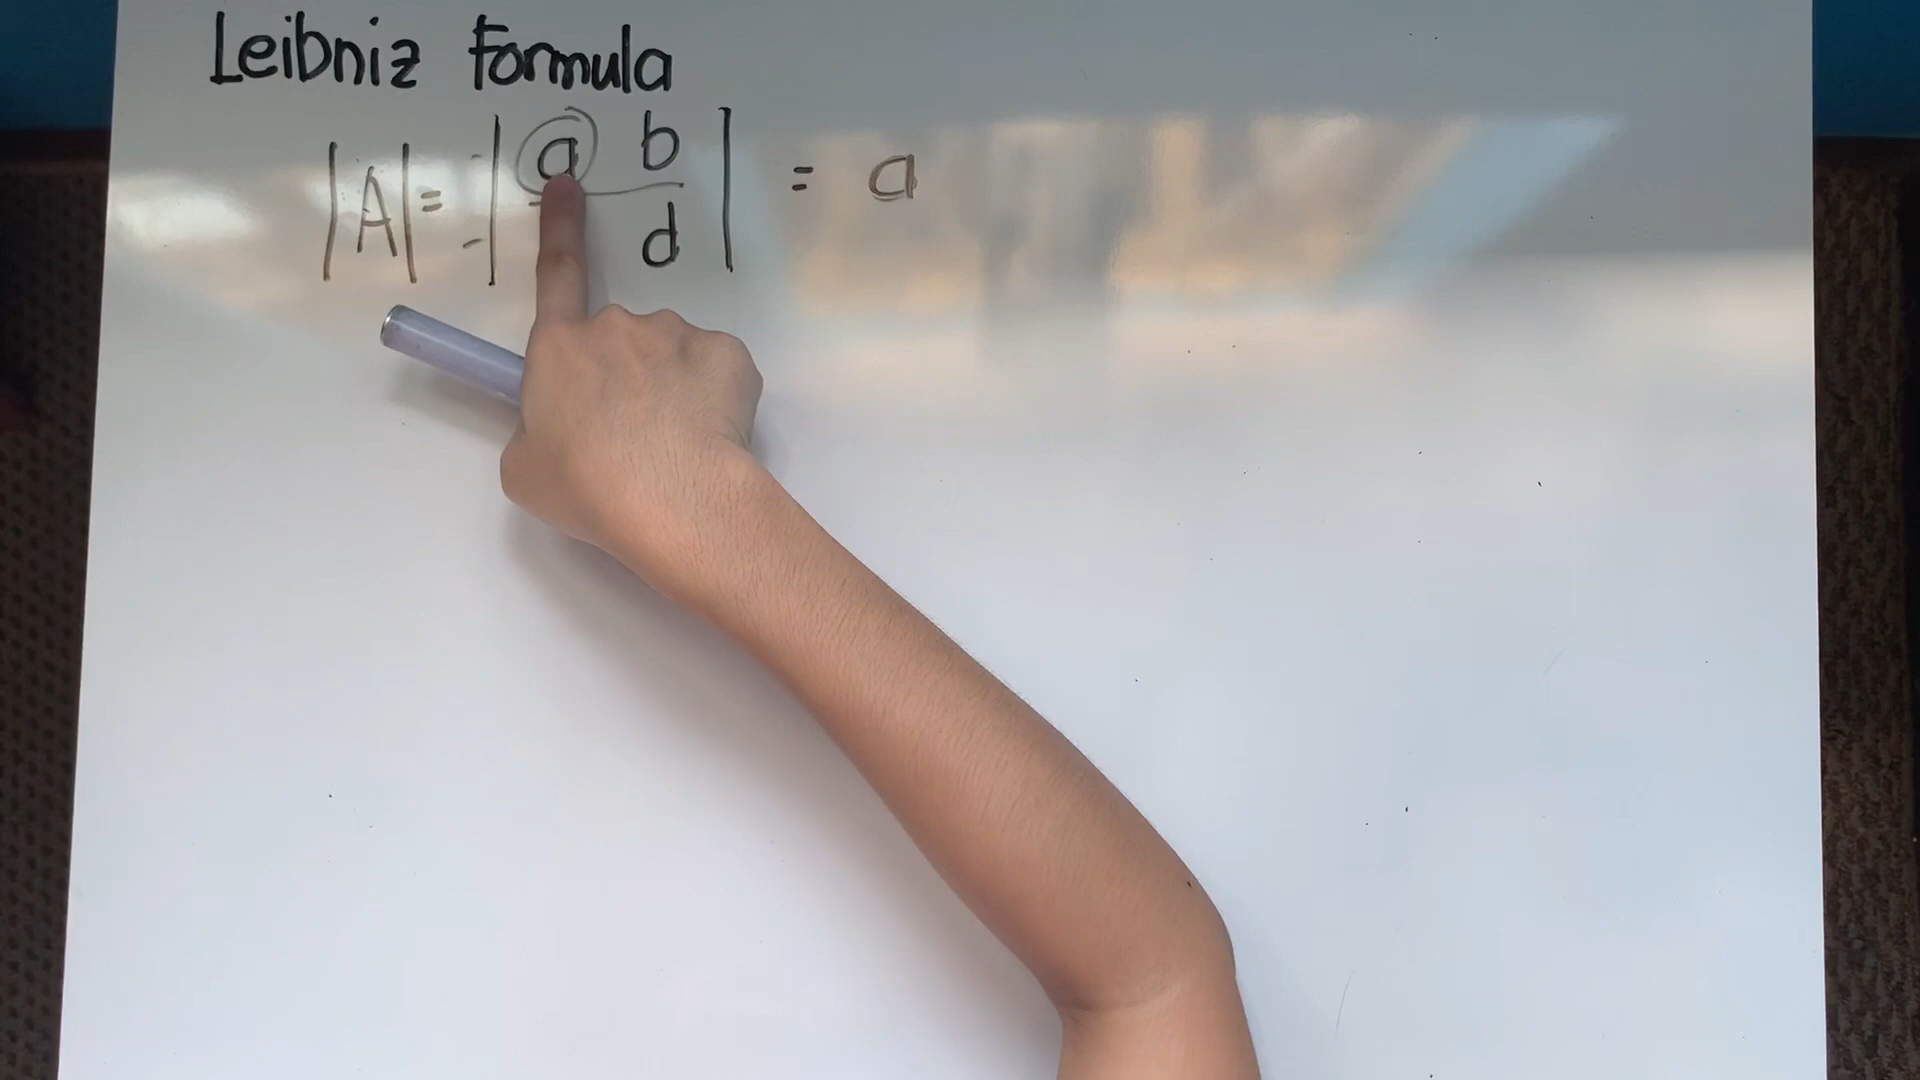 Leibniz Formula
|A| = | a b | = a
d